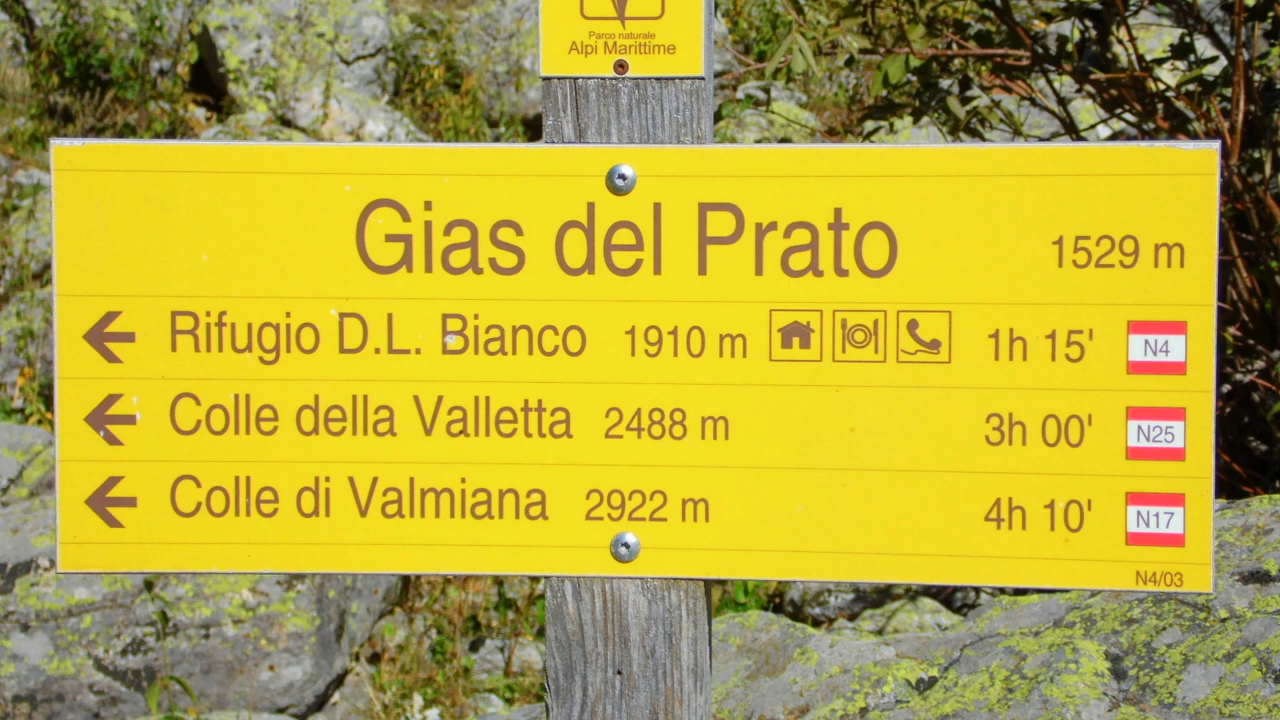 Parco naturale
Alpi Marittime
Gias del Prato 1529 m
Rifugio D.L. Bianco 1910 m 1h 15' N4
Colle della Valletta 2488 m 3h 00' N25
Colle di Valmiana 2922 m 4h 10' N17
N4/03